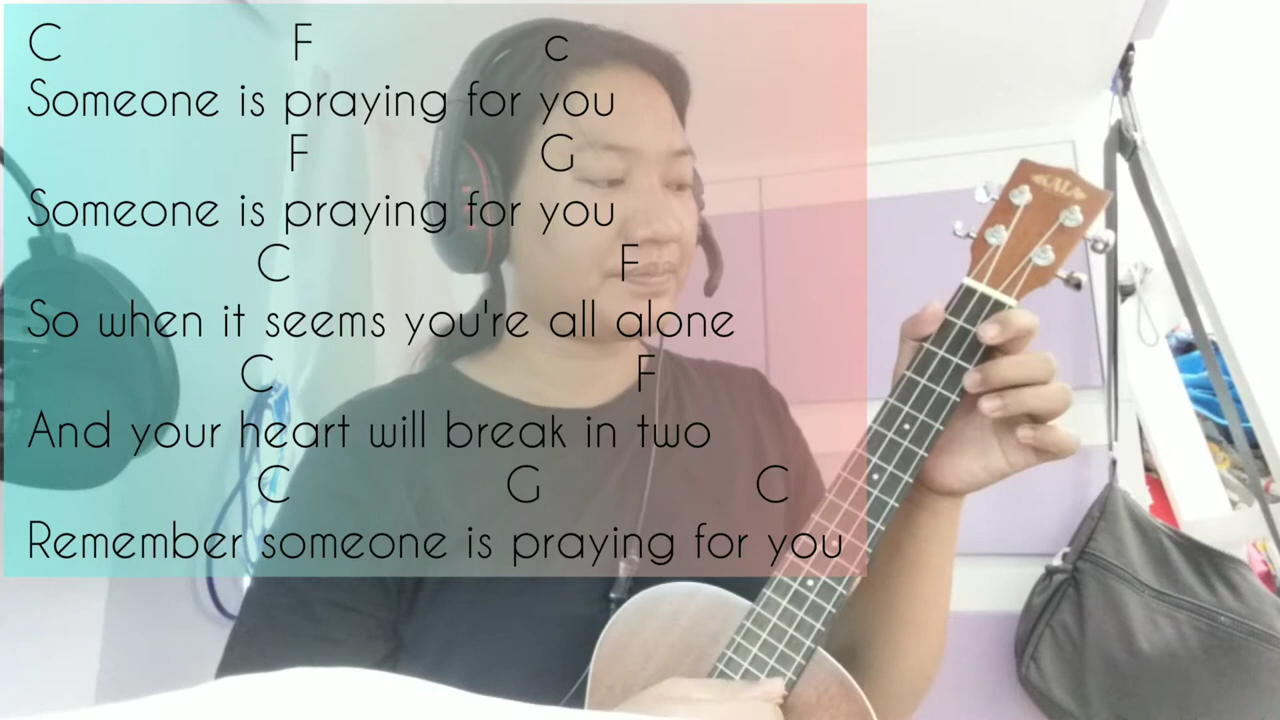 C F c
Someone is praying for you
F G
Someone is praying for you
C F
So when it seems you're all alone
C F
And your heart will break in two
C G C
Remember someone is praying for you
KALA